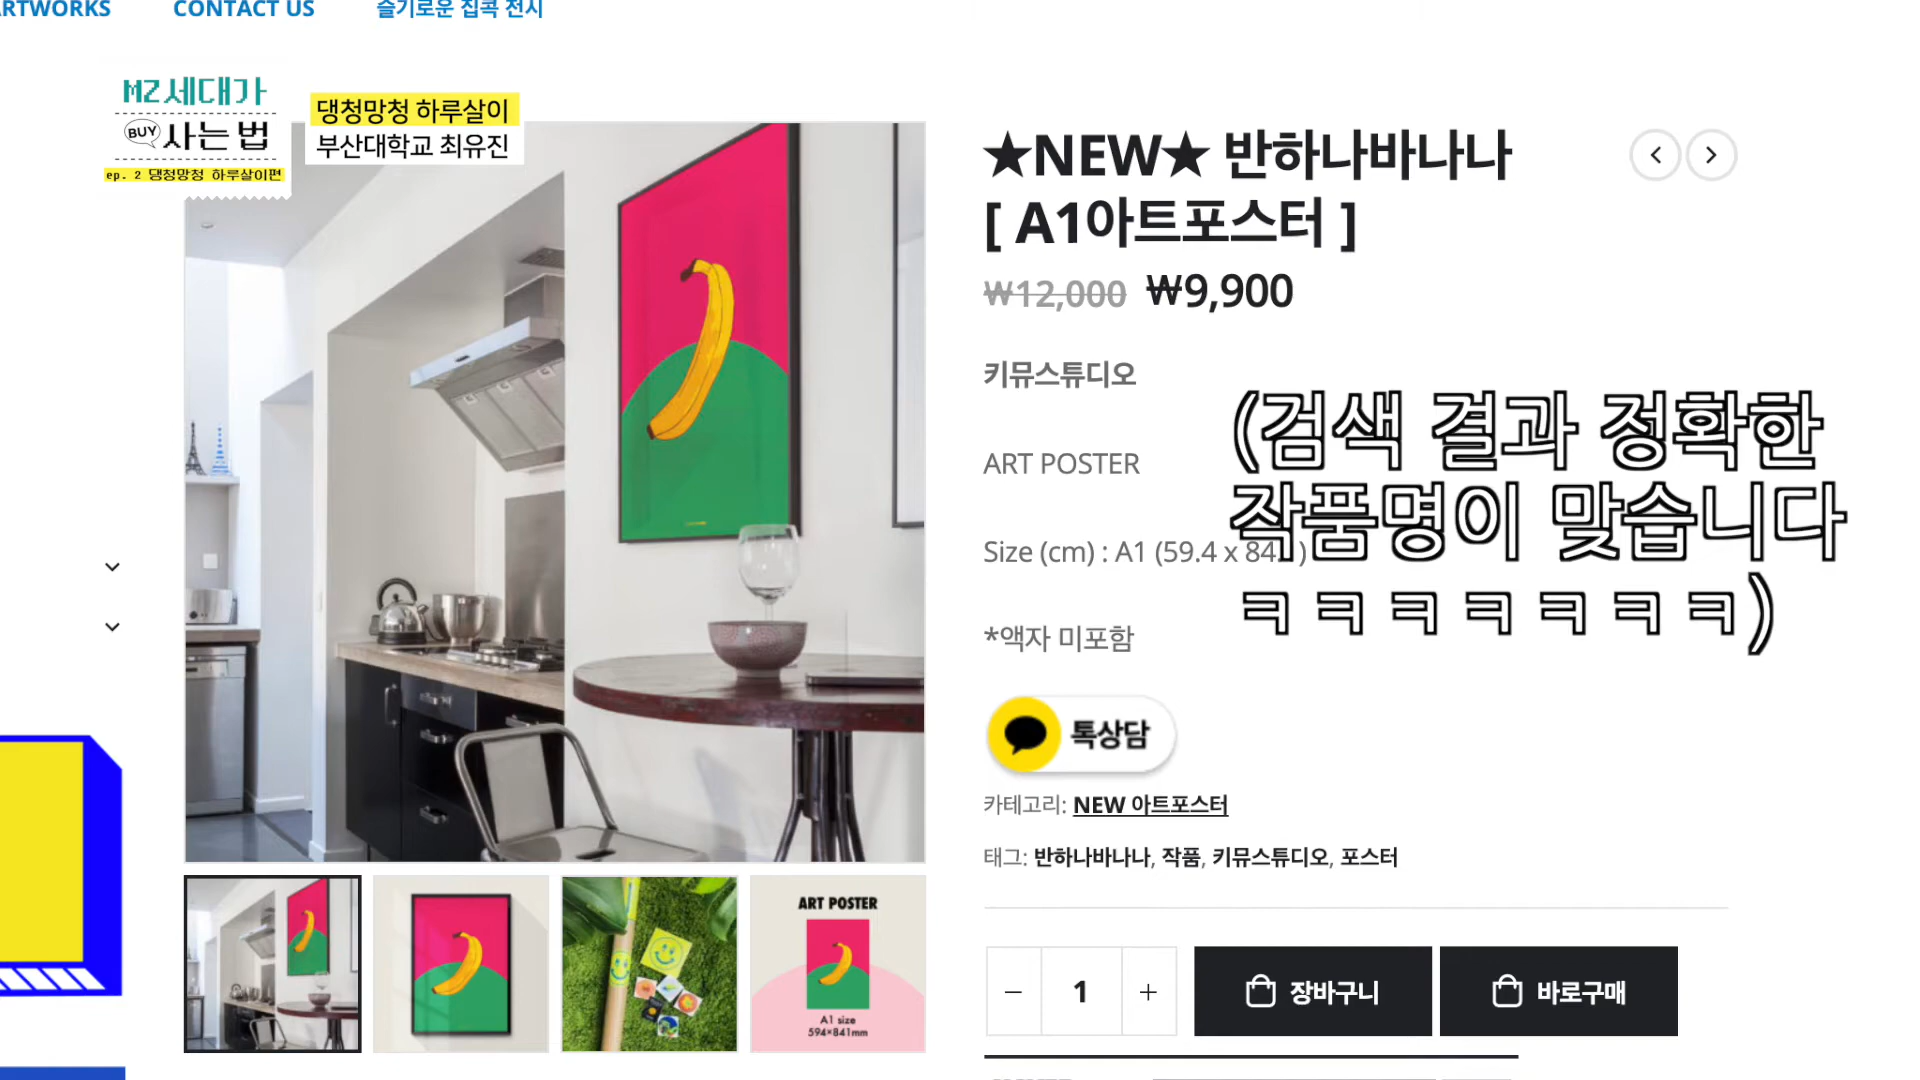 ARTWORKS
CONTACT US
슬기로운 집콕 전시
MZ세대가
BUY 사는 법
ep. 2 댕청망청 하루살이편
댕청망청 하루살이
부산대학교 최유진
★NEW★ 반하나바나나
[ A1아트포스터 ]
₩12,000 ₩9,900
키뮤스튜디오
ART POSTER
Size (cm) : A1 (59.4 x 84.1)
*액자 미포함
(검색 결과 정확한
작품명이 맞습니다
ㅋㅋㅋㅋㅋㅋㅋ)
톡상담
카테고리: NEW 아트포스터
태그: 반하나바나나, 작품, 키뮤스튜디오, 포스터
ART POSTER
A1 size
594×841mm
− 1 +
장바구니
바로구매